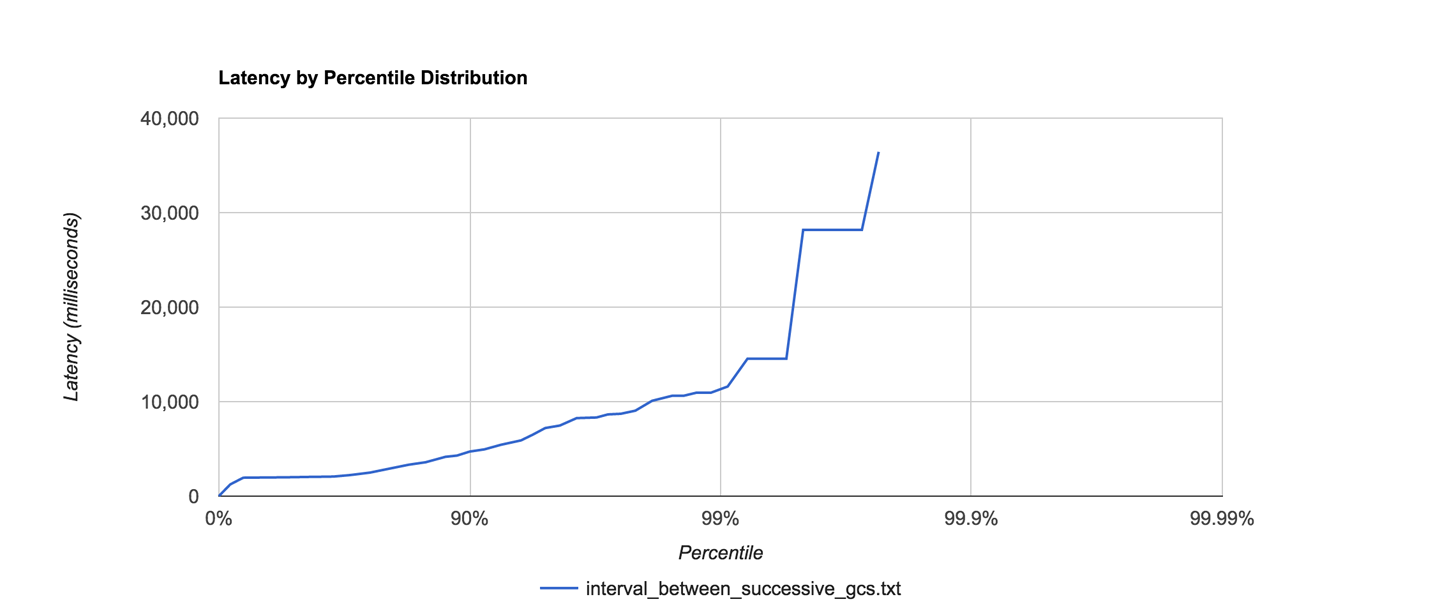 Latency by Percentile Distribution
40,000
30,000
20,000
10,000
0
Latency (milliseconds)
0% 90% 99% 99.9% 99.99%
Percentile
interval_between_successive_gcs.txt